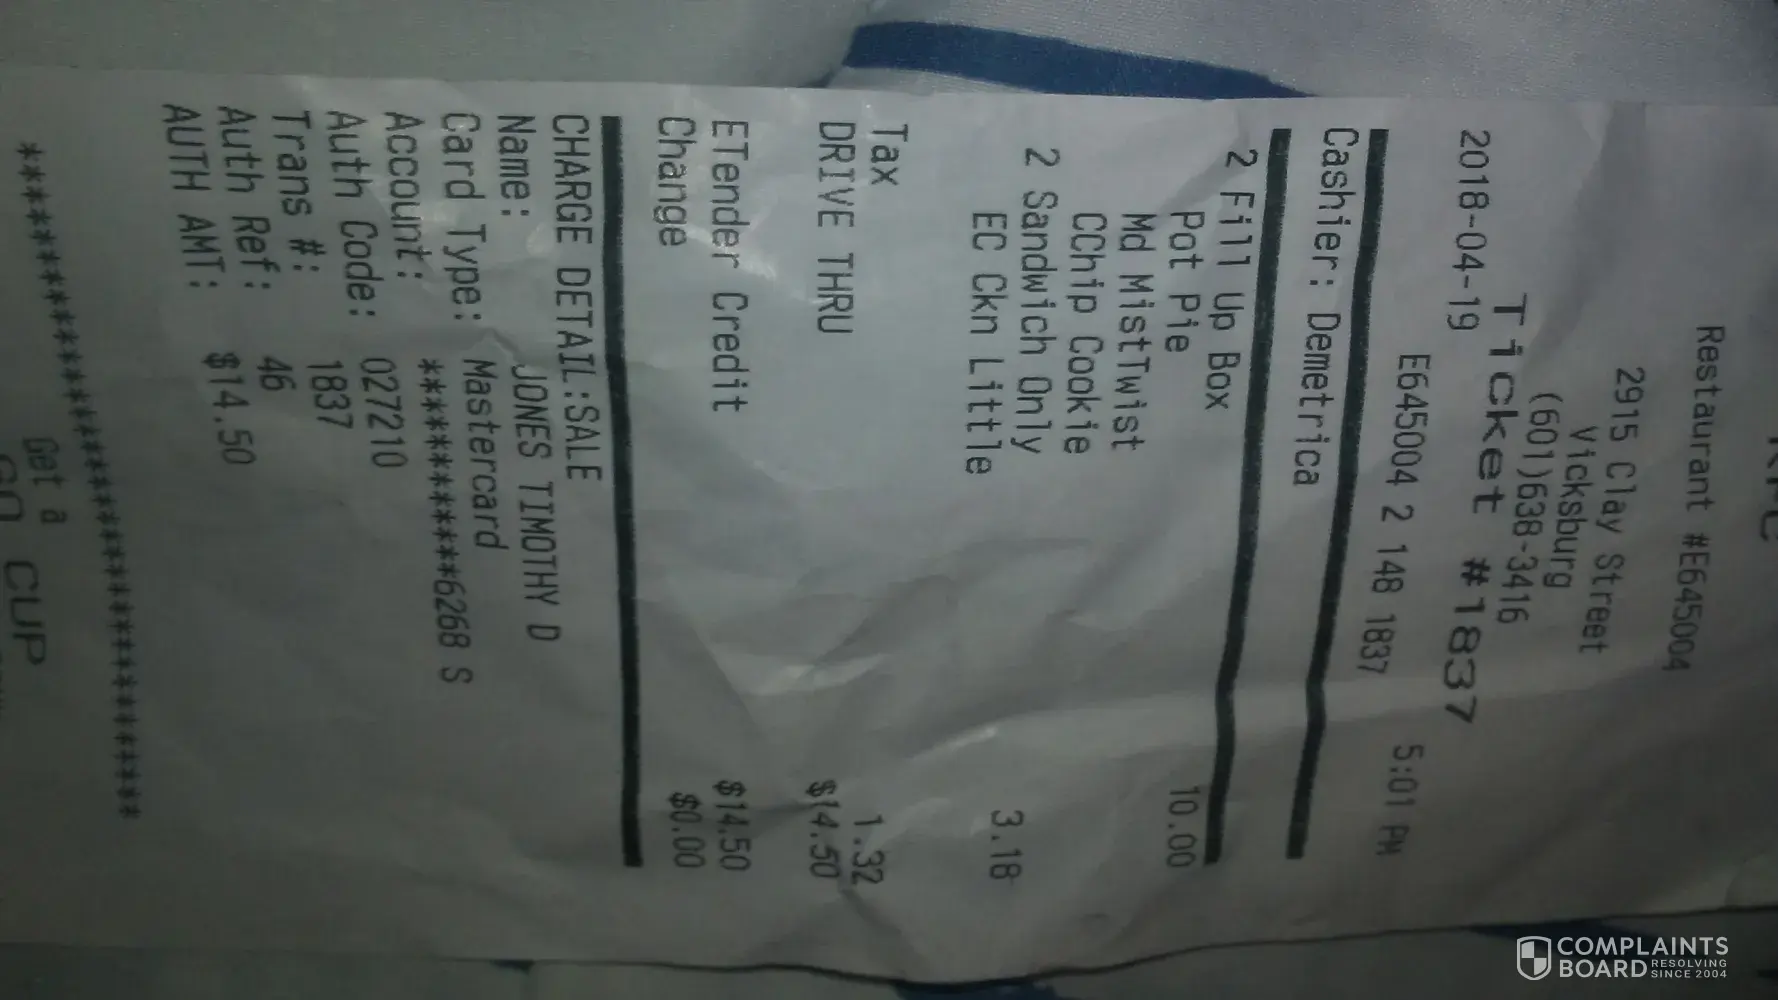 Restaurant #E645004
2915 Clay Street
Vicksburg
(601)638-3416
Ticket #1837
2018-04-19 5:01 PM
E645004 2 148 1837
Cashier: Demetrica
2 Fill Up Box 10.00
Pot Pie
Md MistTwist
CChip Cookie
2 Sandwich Only 3.18
EC Ckn Little
Tax 1.32
DRIVE THRU $14.50
ETender Credit $14.50
Change $0.00
CHARGE DETAIL:SALE
Name: JONES TIMOTHY D
Card Type: Mastercard
Account: ************6268 S
Auth Code: 027210
Trans #: 1837
Auth Ref: 46
AUTH AMT: $14.50
****************************************
Get a
CUP
COMPLAINTS
BOARD RESOLVING
SINCE 2004